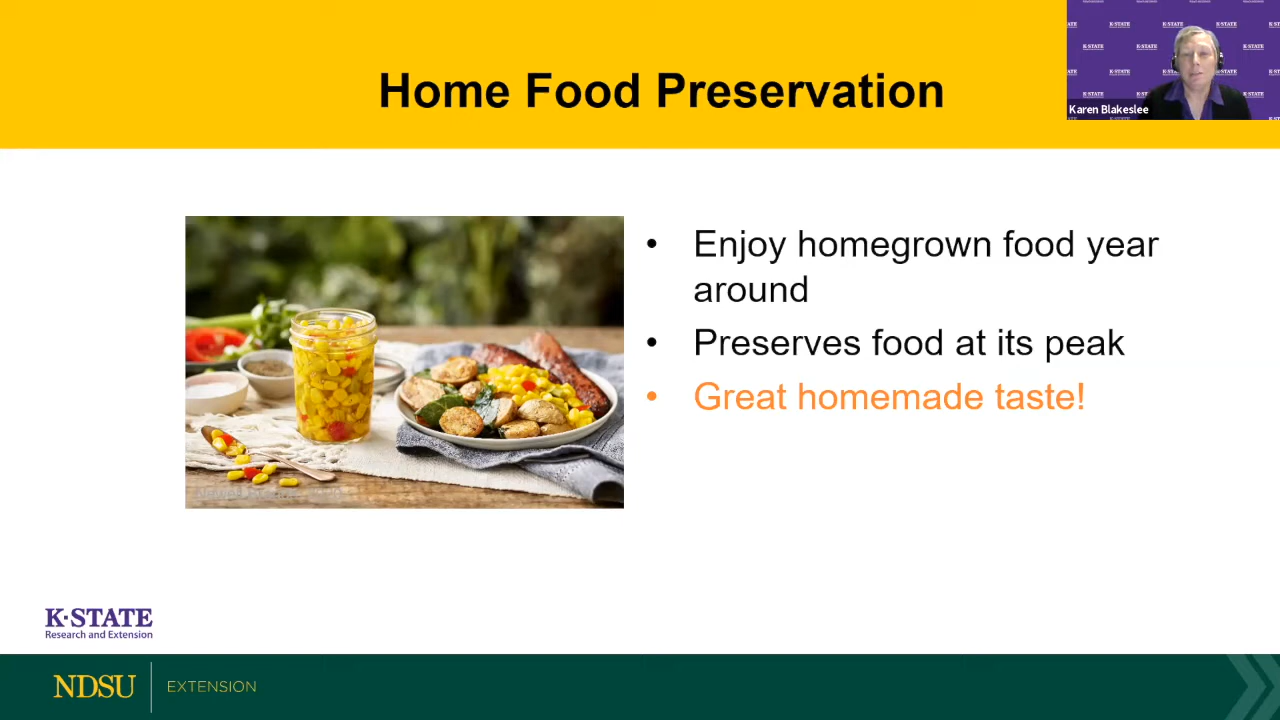 Home Food Preservation
K-STATE
Karen Blakeslee
• Enjoy homegrown food year
around
• Preserves food at its peak
• Great homemade taste!
K·STATE
Research and Extension
NDSU
EXTENSION